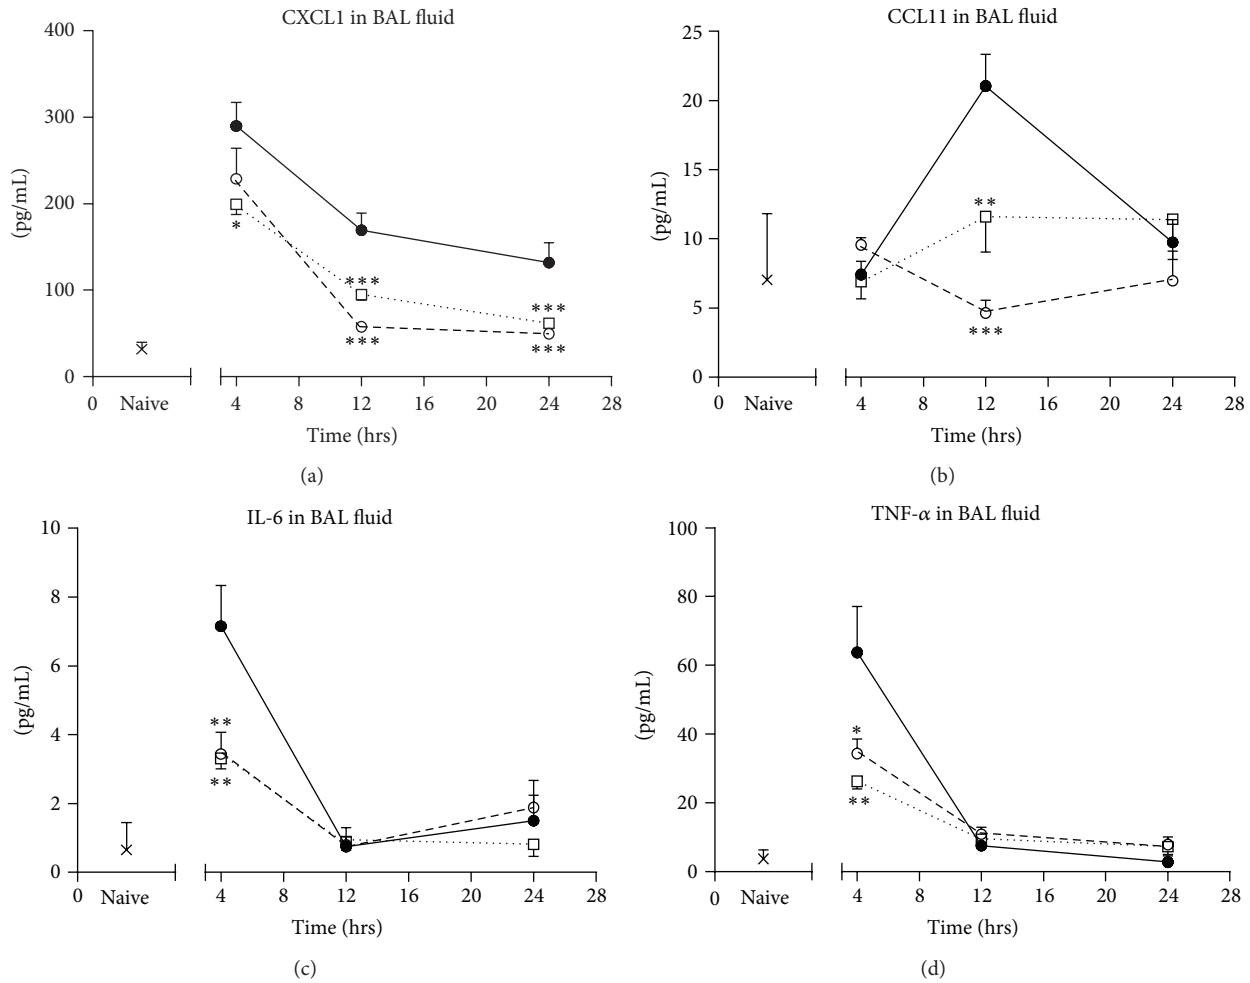 CXCL1 in BAL fluid
400
300
200
100
0
(pg/mL)
*
***
***
***
***
0 Naive 4 8 12 16 20 24 28
Time (hrs)
(a)
CCL11 in BAL fluid
25
20
15
10
5
0
(pg/mL)
**
***
0 Naive 4 8 12 16 20 24 28
Time (hrs)
(b)
IL-6 in BAL fluid
10
8
6
4
2
0
(pg/mL)
**
**
0 Naive 4 8 12 16 20 24 28
Time (hrs)
(c)
TNF-α in BAL fluid
100
80
60
40
20
0
(pg/mL)
*
**
0 Naive 4 8 12 16 20 24 28
Time (hrs)
(d)